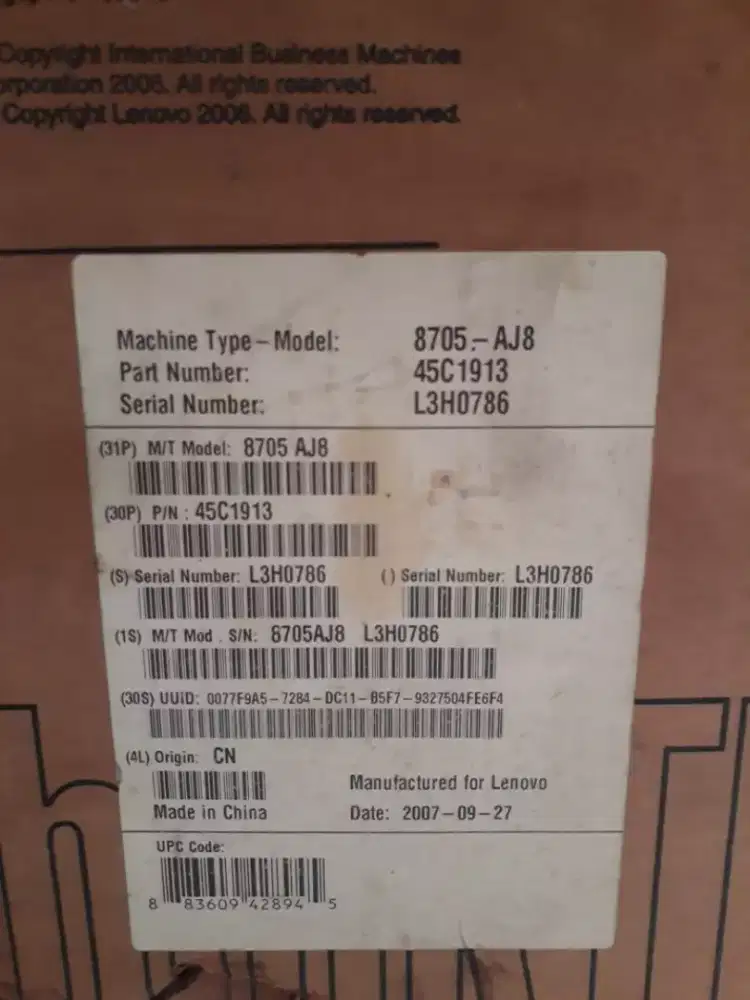 Copyright International Business Machines
orporation 2006. All rights reserved.
Copyright Lenovo 2006. All rights reserved.
Machine Type – Model: 8705 – AJ8
Part Number: 45C1913
Serial Number: L3H0786
(31P) M/T Model: 8705 AJ8
(30P) P/N : 45C1913
(S) Serial Number: L3H0786 ( ) Serial Number: L3H0786
(1S) M/T Mod . S/N: 8705AJ8 L3H0786
(30S) UUID: 0077F9A5–7284–DC11–B5F7–9327504FE6F4
(4L) Origin: CN
Manufactured for Lenovo
Made in China Date: 2007–09–27
UPC Code:
8 83609 42894 5